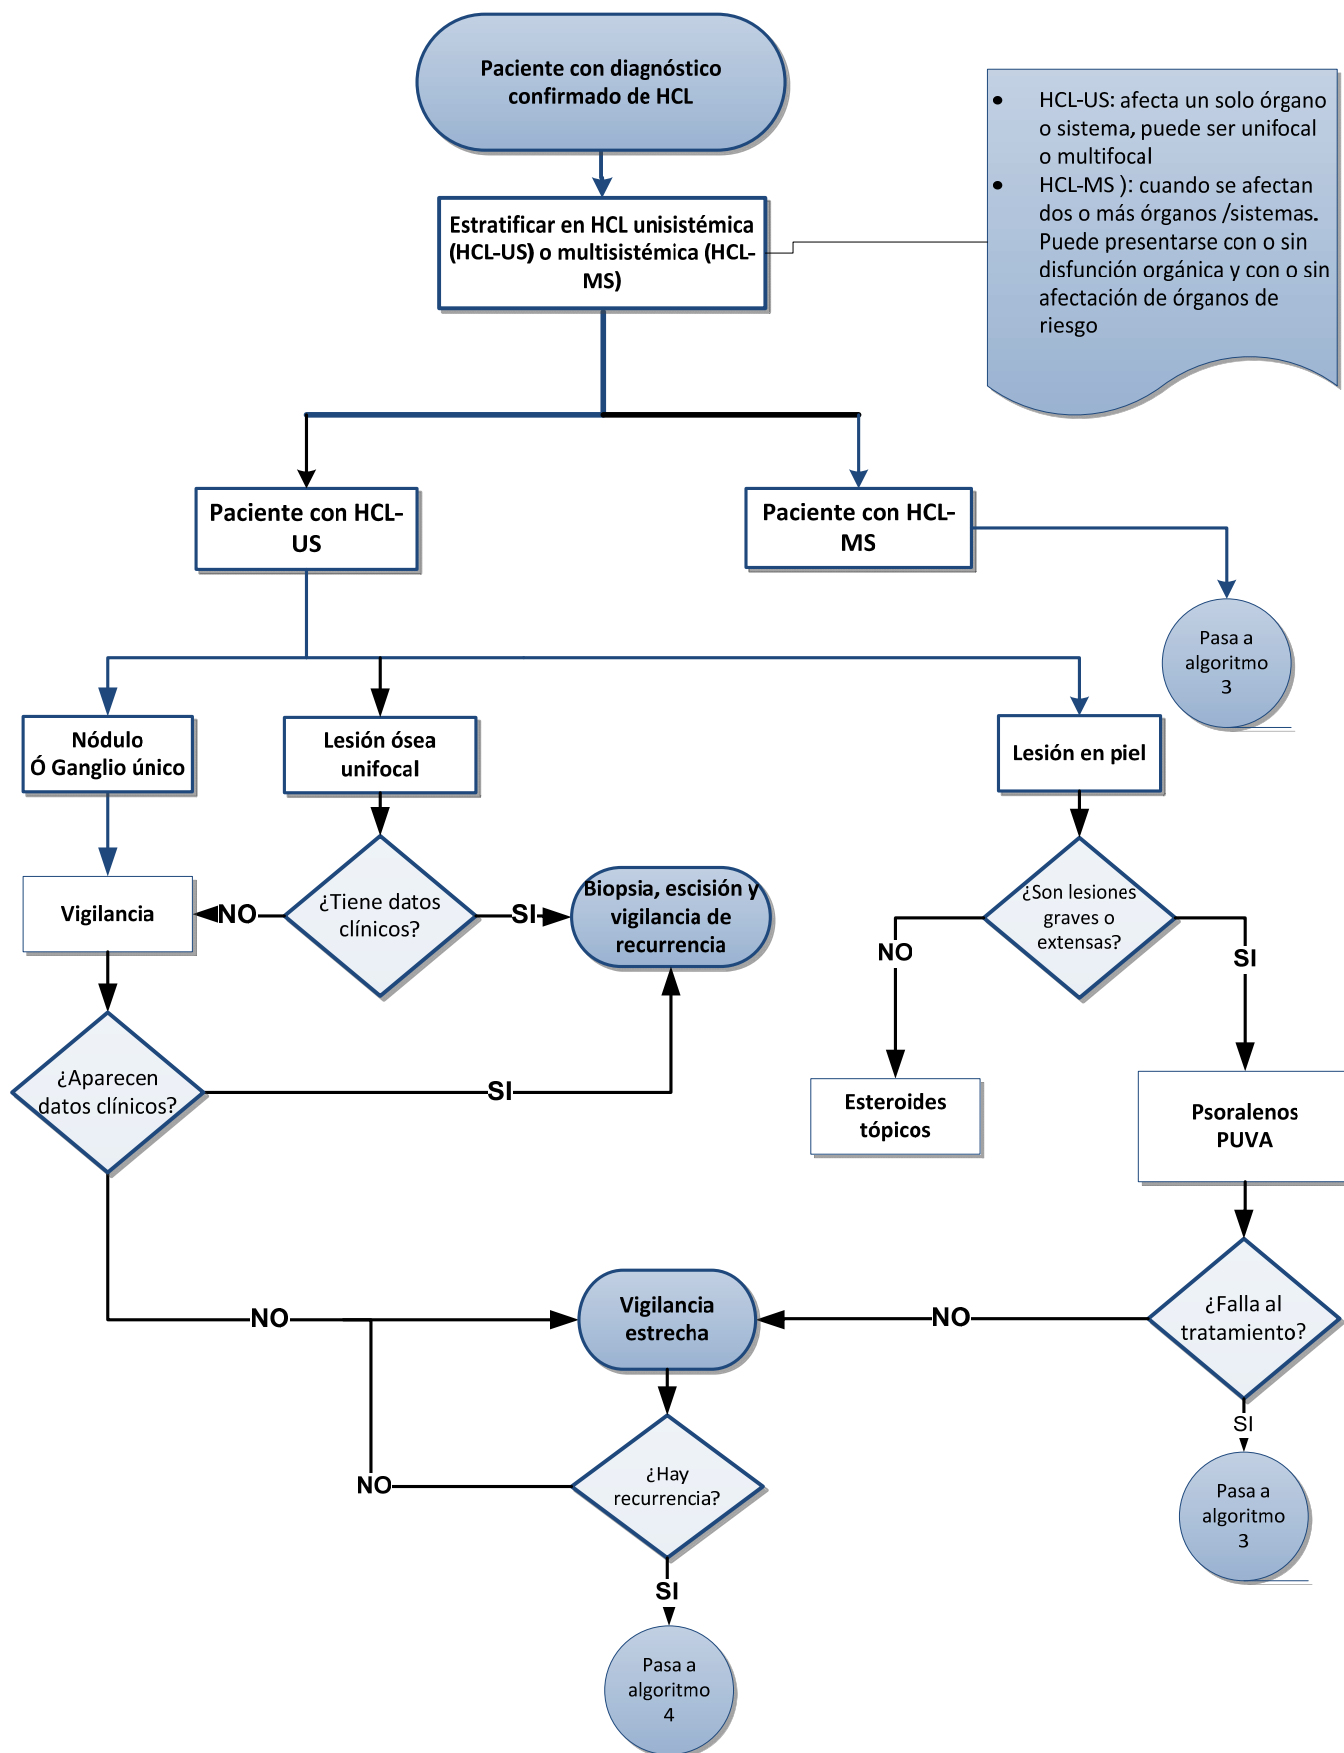 Paciente con diagnóstico
confirmado de HCL
• HCL-US: afecta un solo órgano
o sistema, puede ser unifocal
o multifocal
• HCL-MS ): cuando se afectan
dos o más órganos /sistemas.
Puede presentarse con o sin
disfunción orgánica y con o sin
afectación de órganos de
riesgo
Estratificar en HCL unisistémica
(HCL-US) o multisistémica (HCL-
MS)
Paciente con HCL-
US
Paciente con HCL-
MS
Pasa a
algoritmo
3
Nódulo
Ó Ganglio único
Lesión ósea
unifocal
Lesión en piel
Vigilancia
NO
¿Tiene datos
clínicos?
SI
Biopsia, escisión y
vigilancia de
recurrencia
¿Son lesiones
graves o
extensas?
NO
SI
¿Aparecen
datos clínicos?
SI
Esteroides
tópicos
Psoralenos
PUVA
NO
Vigilancia
estrecha
NO
¿Falla al
tratamiento?
SI
¿Hay
recurrencia?
NO
Pasa a
algoritmo
3
SI
Pasa a
algoritmo
4